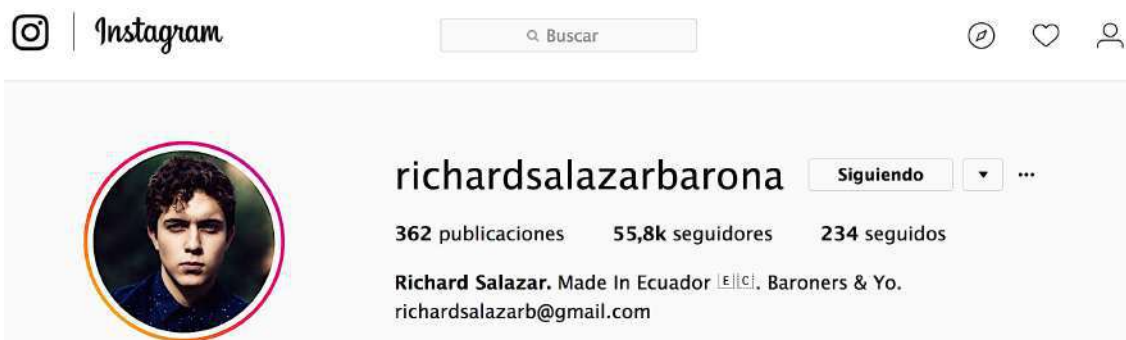 Instagram
Buscar
richardsalazarbarona Siguiendo ▼ •••
362 publicaciones 55,8k seguidores 234 seguidos
Richard Salazar. Made In Ecuador 🇪🇨. Baroners & Yo.
richardsalazarb@gmail.com